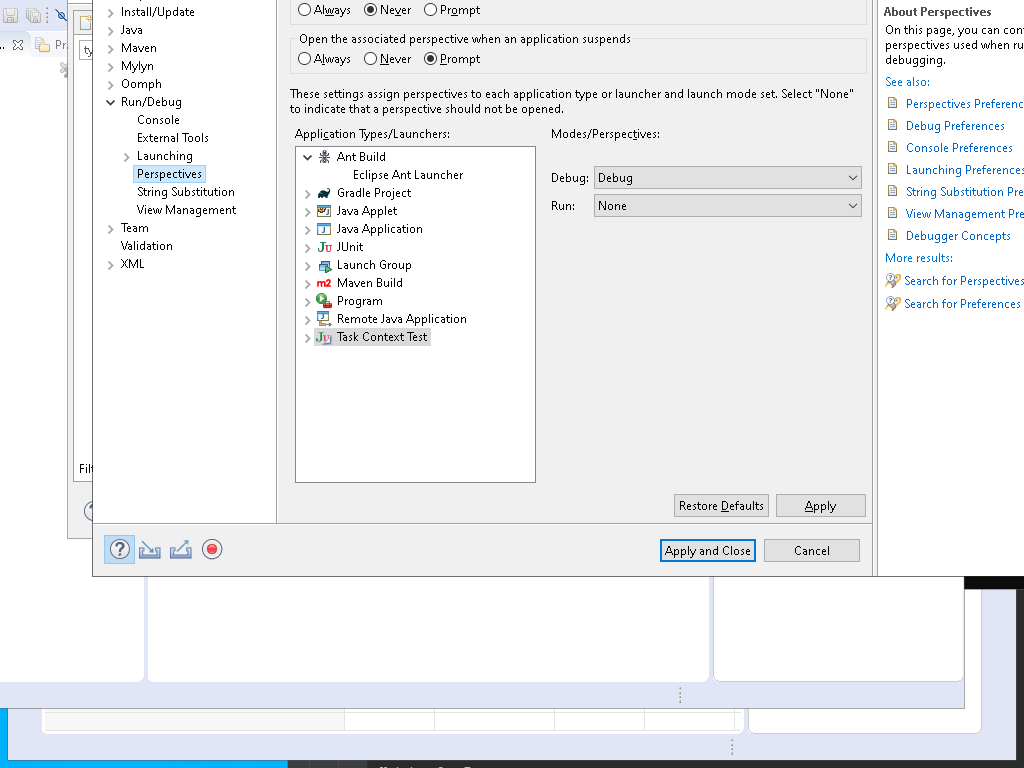 Install/Update
Java
Maven
Mylyn
Oomph
Run/Debug
Console
External Tools
Launching
Perspectives
String Substitution
View Management
Team
Validation
XML
Always Never Prompt
Open the associated perspective when an application suspends
Always Never Prompt
These settings assign perspectives to each application type or launcher and launch mode set. Select "None"
to indicate that a perspective should not be opened.
Application Types/Launchers:
Ant Build
Eclipse Ant Launcher
Gradle Project
Java Applet
Java Application
JUnit
Launch Group
Maven Build
Program
Remote Java Application
Task Context Test
Modes/Perspectives:
Debug: Debug
Run: None
Restore Defaults Apply
Apply and Close Cancel
About Perspectives
On this page, you can con
perspectives used when ru
debugging.
See also:
Perspectives Preferenc
Debug Preferences
Console Preferences
Launching Preferences
String Substitution Pre
View Management Pre
Debugger Concepts
More results:
Search for Perspectives
Search for Preferences
Pr
ty
Filt